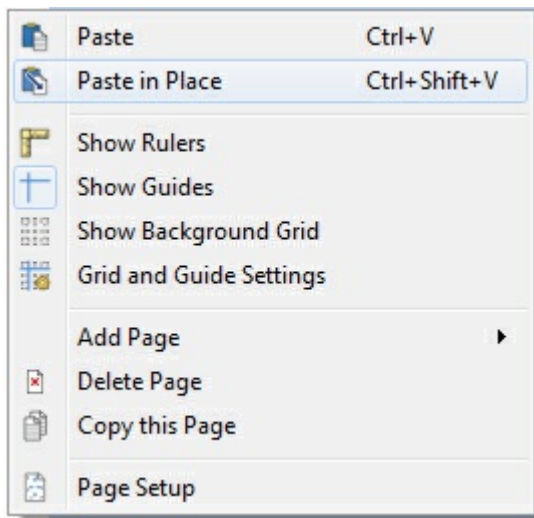 Paste Ctrl+V
Paste in Place Ctrl+Shift+V
Show Rulers
Show Guides
Show Background Grid
Grid and Guide Settings
Add Page
Delete Page
Copy this Page
Page Setup